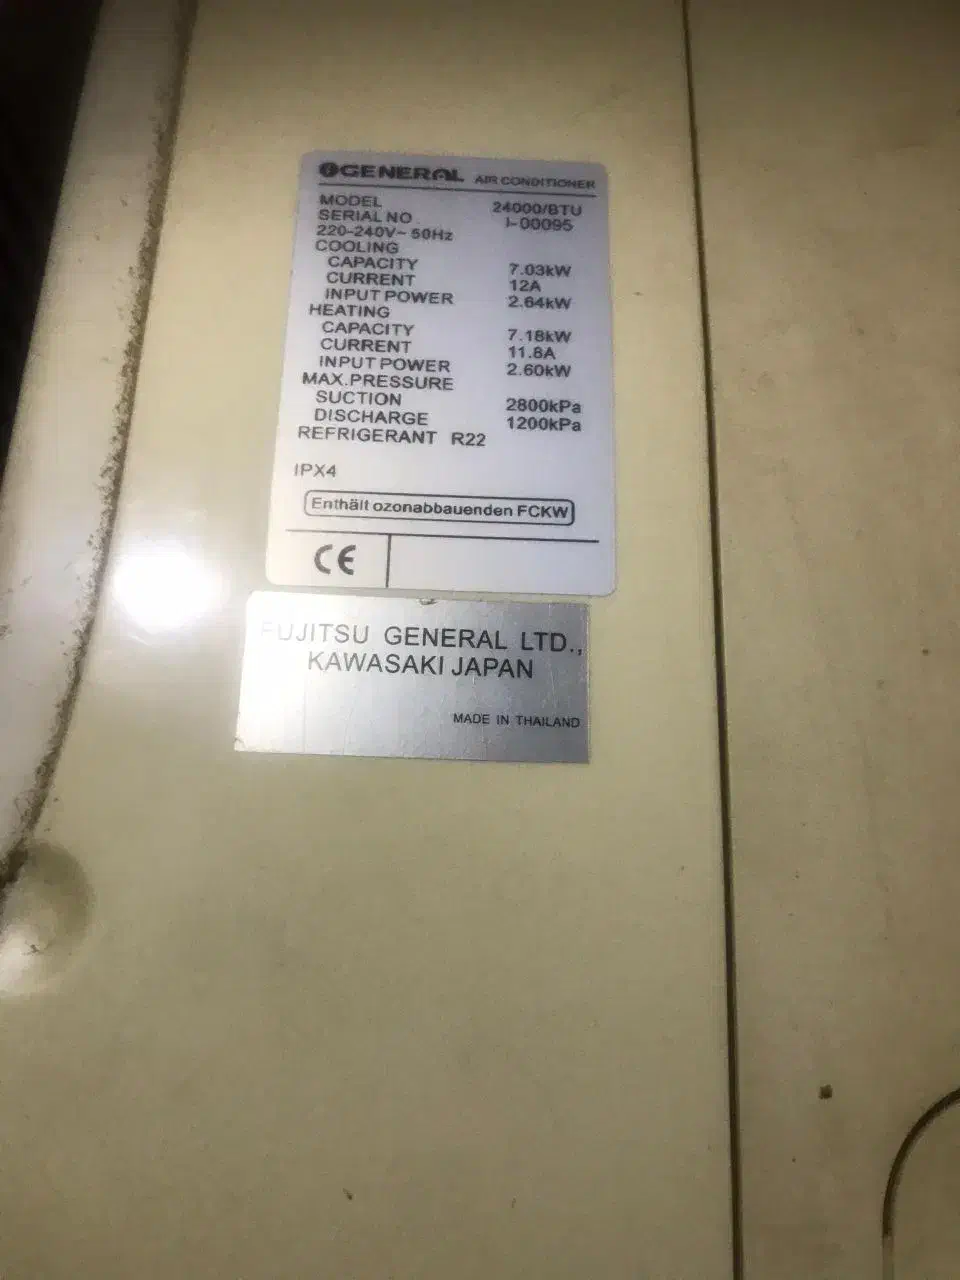 GENERAL AIR CONDITIONER
MODEL 24000/BTU
SERIAL NO I-00095
220-240V~ 50Hz
COOLING
CAPACITY 7.03kW
CURRENT 12A
INPUT POWER 2.64kW
HEATING
CAPACITY 7.18kW
CURRENT 11.8A
INPUT POWER 2.60kW
MAX.PRESSURE
SUCTION 2800kPa
DISCHARGE 1200kPa
REFRIGERANT R22
IPX4
Enthält ozonabbauenden FCKW
CE
FUJITSU GENERAL LTD.,
KAWASAKI JAPAN
MADE IN THAILAND